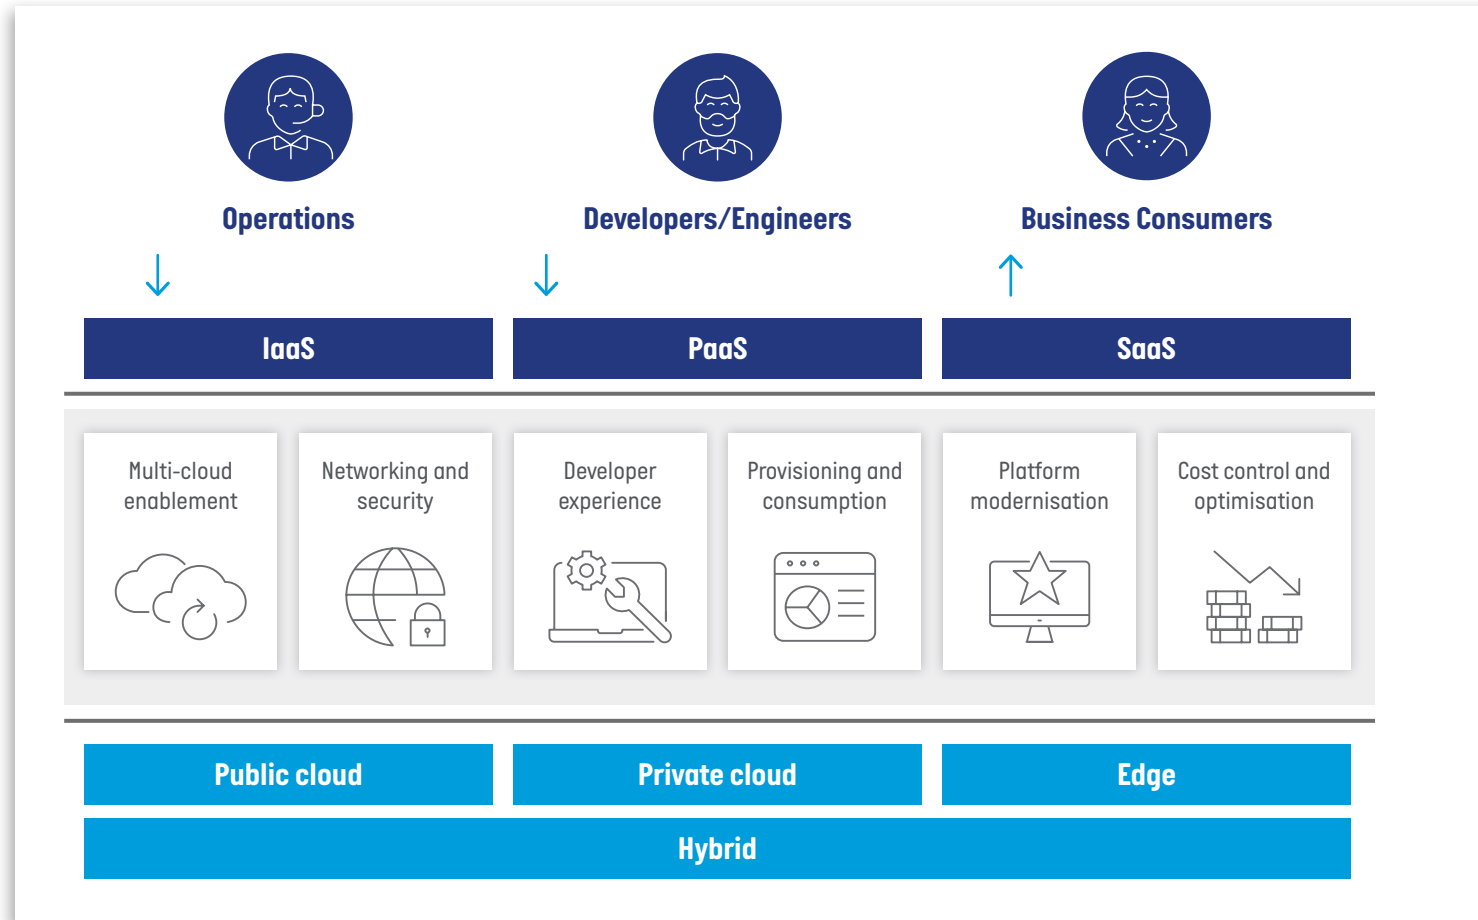 Operations
Developers/Engineers
Business Consumers
IaaS
PaaS
SaaS
Multi-cloud
enablement
Networking and
security
Developer
experience
Provisioning and
consumption
Platform
modernisation
Cost control and
optimisation
Public cloud
Private cloud
Edge
Hybrid